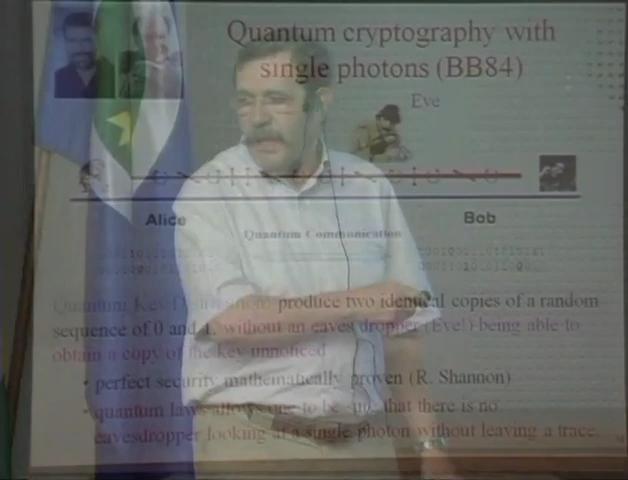 Quantum cryptography with
single photons (BB84)
Eve
Alice
Bob
Quantum Communication
Quantum Key Distribution: produce two identical copies of a random
sequence of 0 and 1, without an eaves dropper (Eve!) being able to
obtain a copy of the key unnoticed
• perfect security mathematically proven (R. Shannon)
• quantum laws allows one to be sure that there is no
eavesdropper looking at a single photon without leaving a trace.